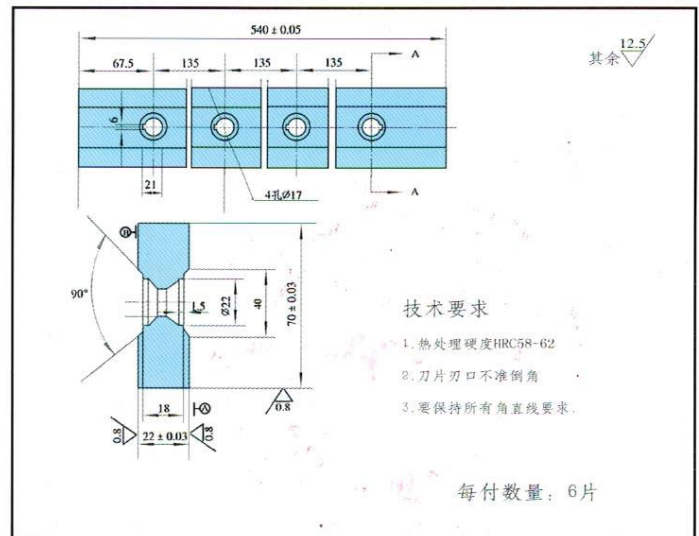 540 ± 0.05
67.5
135
135
135
A
其余
12.5
6
21
4孔Ø17
A
B
90°
1.5
Ø22
40
70 ± 0.03
技术要求
1.热处理硬度HRC58-62
2.刀片刃口不准倒角
3.要保持所有角直线要求.
18
A
0.8
0.8
22 ± 0.03
0.8
每付数量: 6片